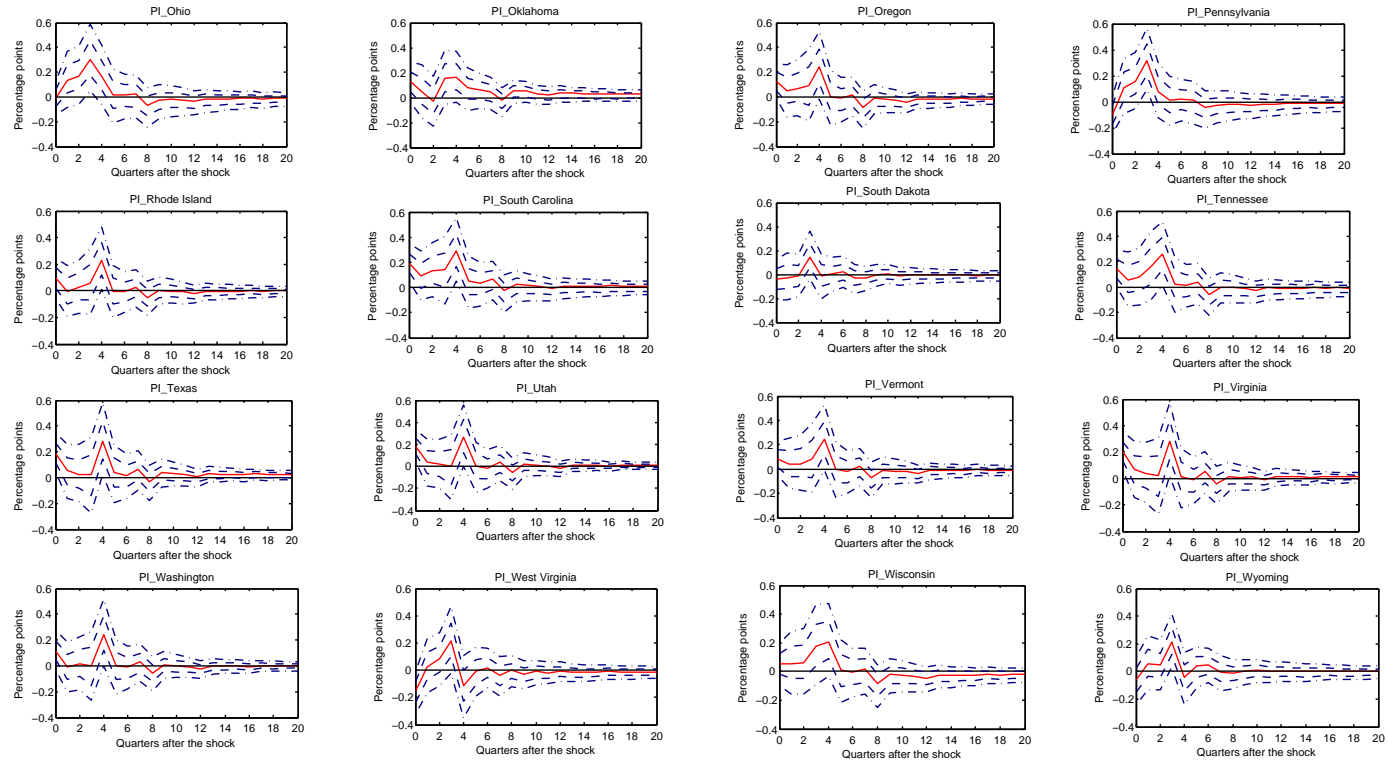 PI_Ohio
Percentage points
0.6
0.4
0.2
0
−0.2
−0.4
0 2 4 6 8 10 12 14 16 18 20
Quarters after the shock
PI_Oklahoma
Percentage points
0.6
0.4
0.2
0
−0.2
−0.4
0 2 4 6 8 10 12 14 16 18 20
Quarters after the shock
PI_Oregon
Percentage points
0.6
0.4
0.2
0
−0.2
−0.4
0 2 4 6 8 10 12 14 16 18 20
Quarters after the shock
PI_Pennsylvania
Percentage points
0.6
0.4
0.2
0
−0.2
−0.4
0 2 4 6 8 10 12 14 16 18 20
Quarters after the shock
PI_Rhode Island
Percentage points
0.6
0.4
0.2
0
−0.2
−0.4
0 2 4 6 8 10 12 14 16 18 20
Quarters after the shock
PI_South Carolina
Percentage points
0.6
0.4
0.2
0
−0.2
−0.4
0 2 4 6 8 10 12 14 16 18 20
Quarters after the shock
PI_South Dakota
Percentage points
0.6
0.4
0.2
0
−0.2
−0.4
0 2 4 6 8 10 12 14 16 18 20
Quarters after the shock
PI_Tennessee
Percentage points
0.6
0.4
0.2
0
−0.2
−0.4
0 2 4 6 8 10 12 14 16 18 20
Quarters after the shock
PI_Texas
Percentage points
0.6
0.4
0.2
0
−0.2
−0.4
0 2 4 6 8 10 12 14 16 18 20
Quarters after the shock
PI_Utah
Percentage points
0.6
0.4
0.2
0
−0.2
−0.4
0 2 4 6 8 10 12 14 16 18 20
Quarters after the shock
PI_Vermont
Percentage points
0.6
0.4
0.2
0
−0.2
−0.4
0 2 4 6 8 10 12 14 16 18 20
Quarters after the shock
PI_Virginia
Percentage points
0.6
0.4
0.2
0
−0.2
−0.4
0 2 4 6 8 10 12 14 16 18 20
Quarters after the shock
PI_Washington
Percentage points
0.6
0.4
0.2
0
−0.2
−0.4
0 2 4 6 8 10 12 14 16 18 20
Quarters after the shock
PI_West Virginia
Percentage points
0.6
0.4
0.2
0
−0.2
−0.4
0 2 4 6 8 10 12 14 16 18 20
Quarters after the shock
PI_Wisconsin
Percentage points
0.6
0.4
0.2
0
−0.2
−0.4
0 2 4 6 8 10 12 14 16 18 20
Quarters after the shock
PI_Wyoming
Percentage points
0.6
0.4
0.2
0
−0.2
−0.4
0 2 4 6 8 10 12 14 16 18 20
Quarters after the shock